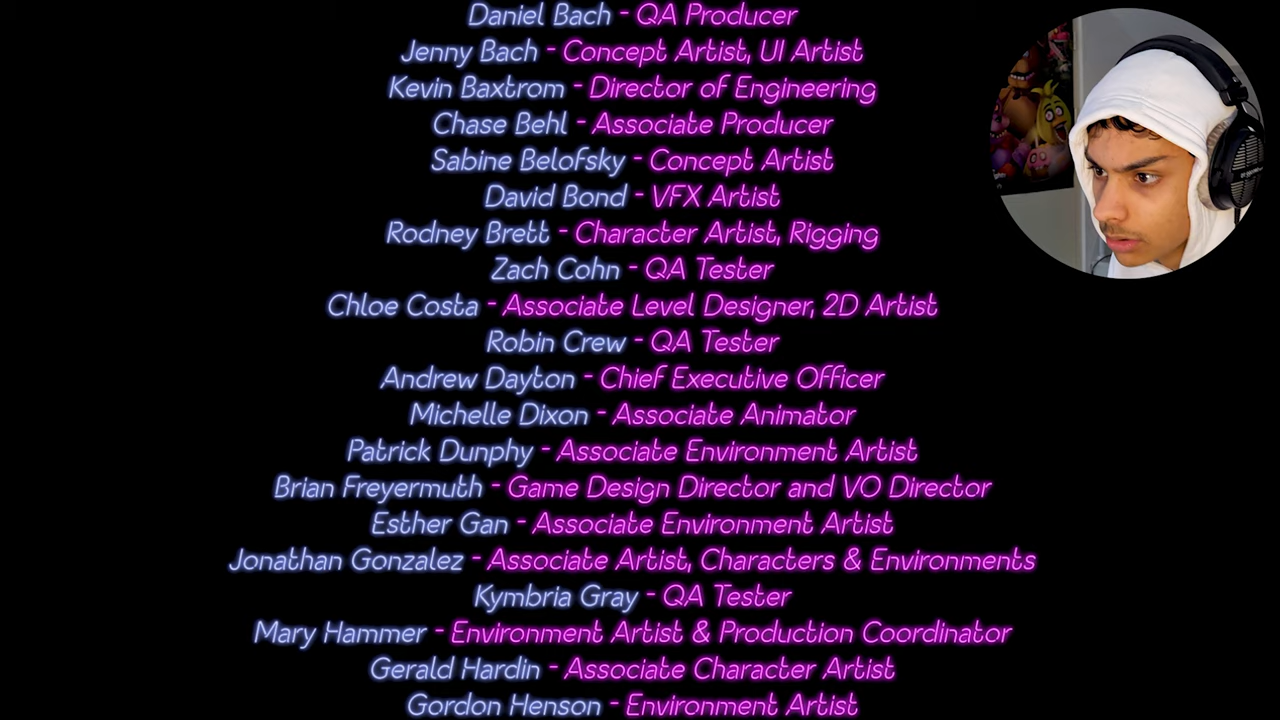 Daniel Bach - QA Producer
Jenny Bach - Concept Artist, UI Artist
Kevin Baxtrom - Director of Engineering
Chase Behl - Associate Producer
Sabine Belofsky - Concept Artist
David Bond - VFX Artist
Rodney Brett - Character Artist, Rigging
Zach Cohn - QA Tester
Chloe Costa - Associate Level Designer, 2D Artist
Robin Crew - QA Tester
Andrew Dayton - Chief Executive Officer
Michelle Dixon - Associate Animator
Patrick Dunphy - Associate Environment Artist
Brian Freyermuth - Game Design Director and VO Director
Esther Gan - Associate Environment Artist
Jonathan Gonzalez - Associate Artist, Characters & Environments
Kymbria Gray - QA Tester
Mary Hammer - Environment Artist & Production Coordinator
Gerald Hardin - Associate Character Artist
Gordon Henson - Environment Artist